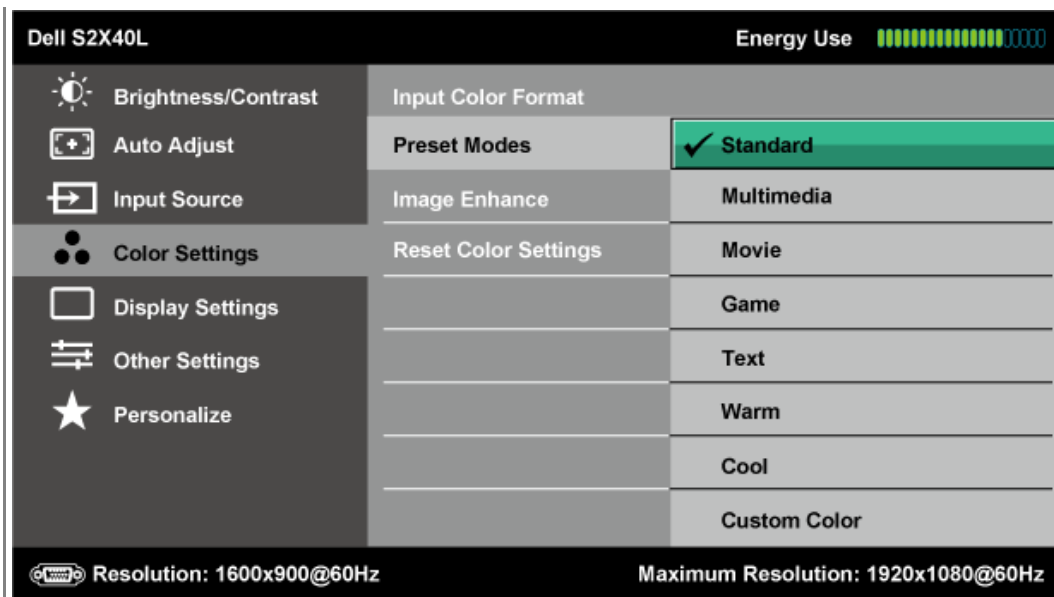 Dell S2X40L Energy Use
Brightness/Contrast Input Color Format
Auto Adjust Preset Modes Standard
Input Source Image Enhance Multimedia
Color Settings Reset Color Settings Movie
Display Settings Game
Other Settings Text
Personalize Warm
Cool
Custom Color
Resolution: 1600x900@60Hz Maximum Resolution: 1920x1080@60Hz